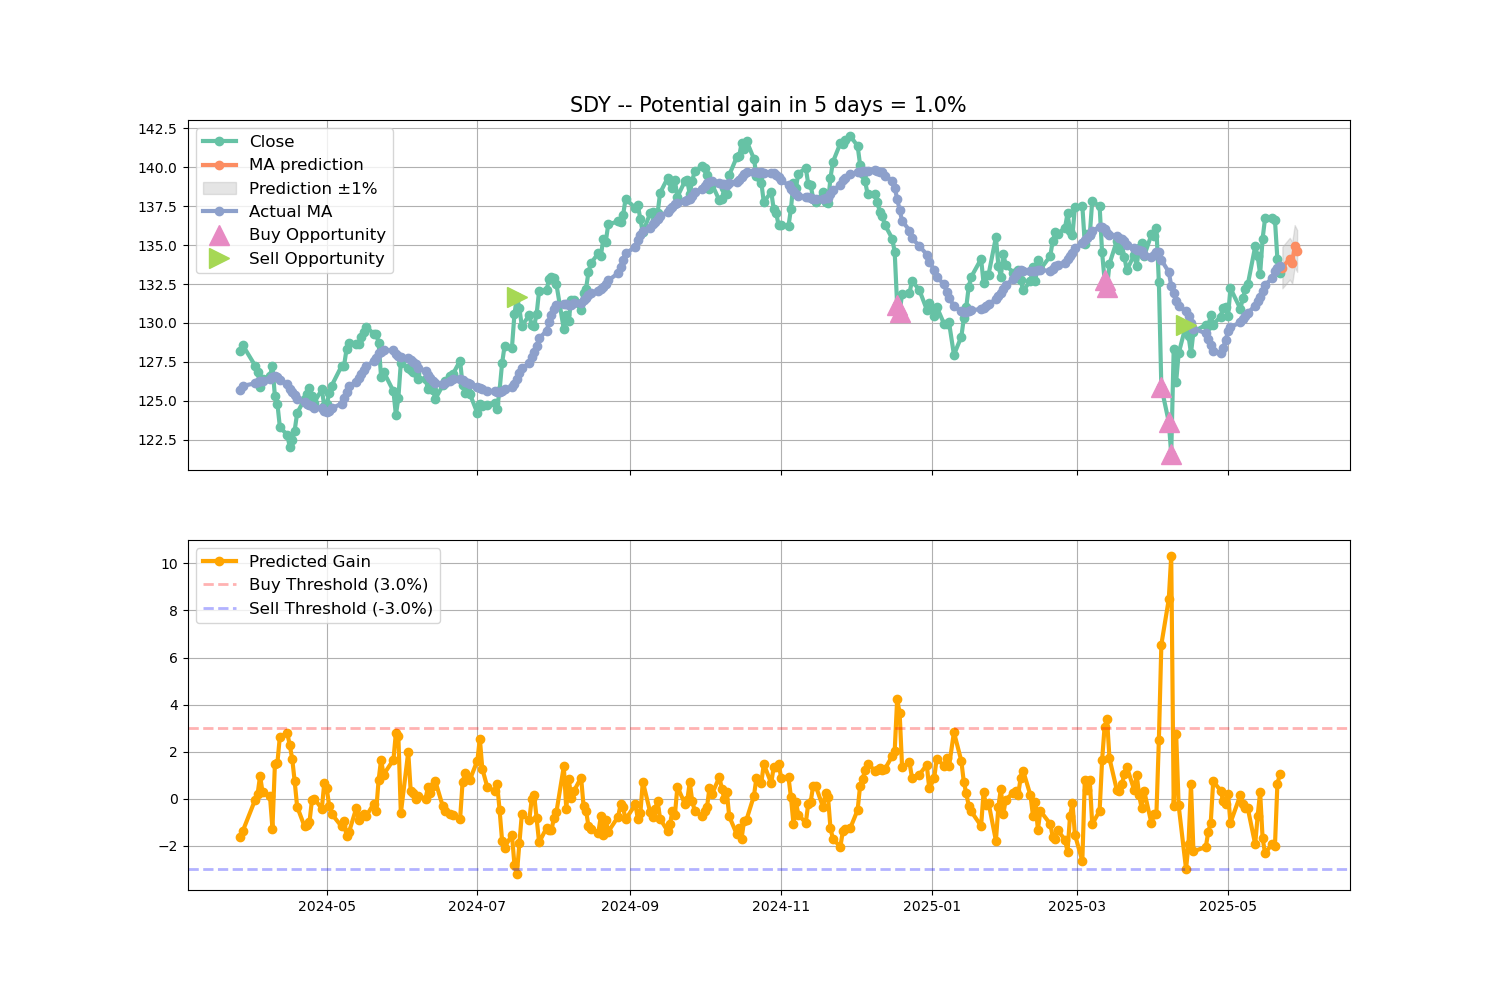 SDY -- Potential gain in 5 days = 1.0%
142.5
140.0
137.5
135.0
132.5
130.0
127.5
125.0
122.5
Close
MA prediction
Prediction ±1%
Actual MA
Buy Opportunity
Sell Opportunity
10
8
6
4
2
0
−2
Predicted Gain
Buy Threshold (3.0%)
Sell Threshold (-3.0%)
2024-05 2024-07 2024-09 2024-11 2025-01 2025-03 2025-05